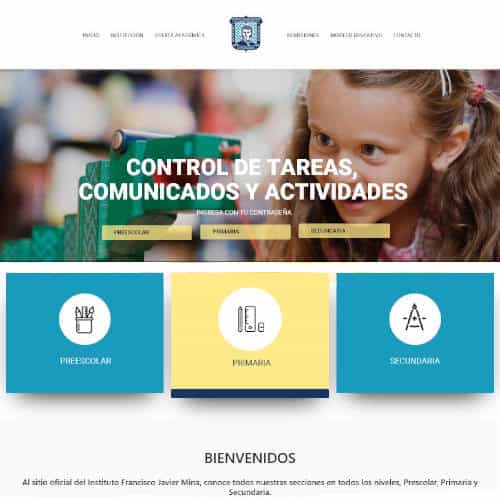 INICIO INSTITUCIÓN OFERTA ACADÉMICA ADMISIONES MODELO EDUCATIVO CONTACTO
CONTROL DE TAREAS,
COMUNICADOS Y ACTIVIDADES
INGRESA CON TU CONTRASEÑA
PREESCOLAR PRIMARIA SECUNDARIA
PREESCOLAR PRIMARIA SECUNDARIA
BIENVENIDOS
Al sitio oficial del Instituto Francisco Javier Mina, conoce todos nuestras secciones en todos los niveles, Prescolar, Primaria y
Secundaria.